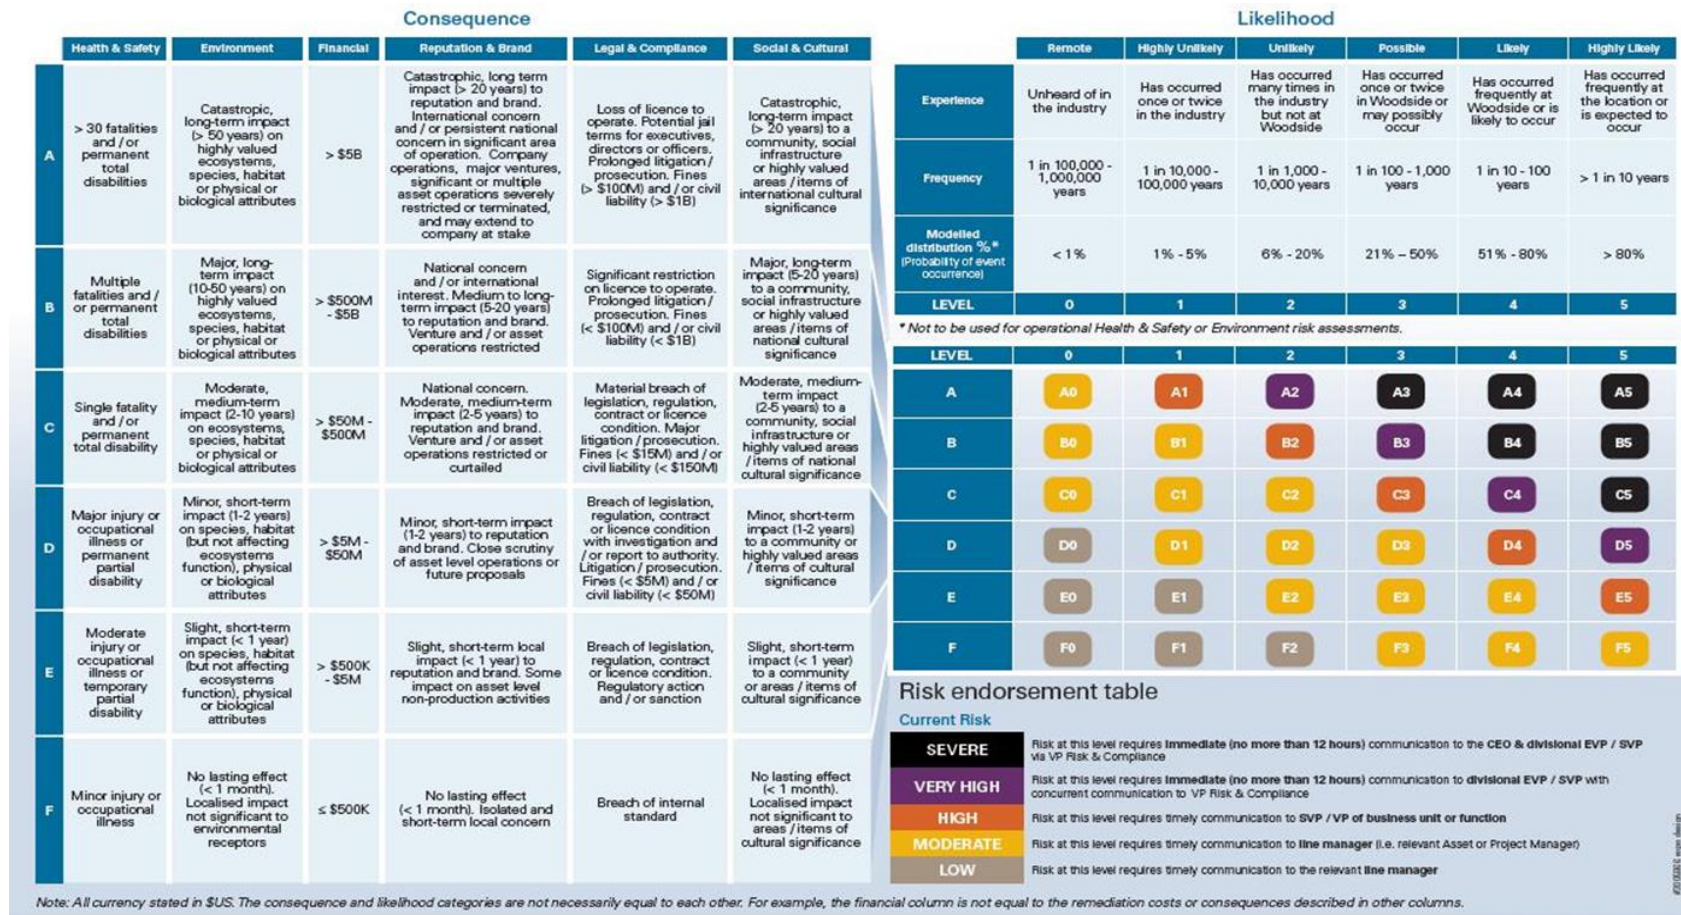 Consequence
Health & Safety
Environment
Financial
Reputation & Brand
Legal & Compliance
Social & Cultural
A
> 30 fatalities
and / or
permanent
total
disabilities
Catastropic,
long-term impact
(> 50 years) on
highly valued
ecosystems,
species, habitat
or physical or
biological attributes
> $5B
Catastrophic, long term
impact (> 20 years) to
reputation and brand.
International concern
and / or persistent national
concern in significant area
of operation. Company
operations, major ventures,
significant or multiple
asset operations severely
restricted or terminated,
and may extend to
company at stake
Loss of licence to
operate. Potential jail
terms for executives,
directors or officers.
Prolonged litigation /
prosecution. Fines
(> $100M) and / or civil
liability (> $1B)
Catastrophic,
long-term impact
(> 20 years) to a
community, social
infrastructure
or highly valued
areas / items of
international cultural
significance
B
Multiple
fatalities and /
or permanent
total
disabilities
Major, long-
term impact
(10-50 years) on
highly valued
ecosystems,
species, habitat
or physical or
biological attributes
> $500M
- $5B
National concern
and / or international
interest. Medium to long-
term impact (5-20 years)
to reputation and brand.
Venture and / or asset
operations restricted
Significant restriction
on licence to operate.
Prolonged litigation /
prosecution. Fines
(< $100M) and / or civil
liability (< $1B)
Major, long-term
impact (5-20 years)
to a community,
social infrastructure
or highly valued
areas / items of
national cultural
significance
C
Single fatality
and / or
permanent
total disability
Moderate,
medium-term
impact (2-10 years)
on ecosystems,
species, habitat
or physical or
biological attributes
> $50M -
$500M
National concern.
Moderate, medium-term
impact (2-5 years) to
reputation and brand.
Venture and / or asset
operations restricted or
curtailed
Material breach of
legislation, regulation,
contract or licence
condition. Major
litigation / prosecution.
Fines (< $15M) and / or
civil liability (< $150M)
Moderate, medium-
term impact
(2-5 years) to a
community, social
infrastructure or
highly valued areas
/ items of national
cultural significance
D
Major injury or
occupational
illness or
permanent
partial
disability
Minor, short-term
impact (1-2 years)
on species, habitat
(but not affecting
ecosystems
function), physical
or biological
attributes
> $5M -
$50M
Minor, short-term impact
(1-2 years) to reputation
and brand. Close scrutiny
of asset level operations or
future proposals
Breach of legislation,
regulation, contract
or licence condition
with investigation and
/ or report to authority.
Litigation / prosecution.
Fines (< $5M) and / or
civil liability (< $50M)
Minor, short-term
impact (1-2 years)
to a community or
highly valued areas
/ items of cultural
significance
E
Moderate
injury or
occupational
illness or
temporary
partial
disability
Slight, short-term
impact (< 1 year)
on species, habitat
(but not affecting
ecosystems
function), physical
or biological
attributes
> $500K
- $5M
Slight, short-term local
impact (< 1 year) to
reputation and brand. Some
impact on asset level
non-production activities
Breach of legislation,
regulation, contract
or licence condition.
Regulatory action
and / or sanction
Slight, short-term
impact (< 1 year)
to a community
or areas / items of
cultural significance
F
Minor injury or
occupational
illness
No lasting effect
(< 1 month).
Localised impact
not significant to
environmental
receptors
≤ $500K
No lasting effect
(< 1 month). Isolated and
short-term local concern
Breach of internal
standard
No lasting effect
(< 1 month).
Localised impact
not significant to
areas / items of
cultural significance
Likelihood
Remote
Highly Unlikely
Unlikely
Possible
Likely
Highly Likely
Experience
Unheard of in
the industry
Has occurred
once or twice
in the industry
Has occurred
many times in
the industry
but not at
Woodside
Has occurred
once or twice
in Woodside or
may possibly
occur
Has occurred
frequently at
Woodside or is
likely to occur
Has occurred
frequently at
the location or
is expected to
occur
Frequency
1 in 100,000 -
1,000,000
years
1 in 10,000 -
100,000 years
1 in 1,000 -
10,000 years
1 in 100 - 1,000
years
1 in 10 - 100
years
> 1 in 10 years
Modelled
distribution %*
(Probability of event
occurrence)
< 1%
1% - 5%
6% - 20%
21% – 50%
51% - 80%
> 80%
LEVEL 0 1 2 3 4 5
* Not to be used for operational Health & Safety or Environment risk assessments.
LEVEL 0 1 2 3 4 5
A A0 A1 A2 A3 A4 A5
B B0 B1 B2 B3 B4 B5
C C0 C1 C2 C3 C4 C5
D D0 D1 D2 D3 D4 D5
E E0 E1 E2 E3 E4 E5
F F0 F1 F2 F3 F4 F5
Risk endorsement table
Current Risk
SEVERE
Risk at this level requires immediate (no more than 12 hours) communication to the CEO & divisional EVP / SVP
via VP Risk & Compliance
VERY HIGH
Risk at this level requires immediate (no more than 12 hours) communication to divisional EVP / SVP with
concurrent communication to VP Risk & Compliance
HIGH
Risk at this level requires timely communication to SVP / VP of business unit or function
MODERATE
Risk at this level requires timely communication to line manager (i.e. relevant Asset or Project Manager)
LOW
Risk at this level requires timely communication to the relevant line manager
Note: All currency stated in $US. The consequence and likelihood categories are not necessarily equal to each other. For example, the financial column is not equal to the remediation costs or consequences described in other columns.